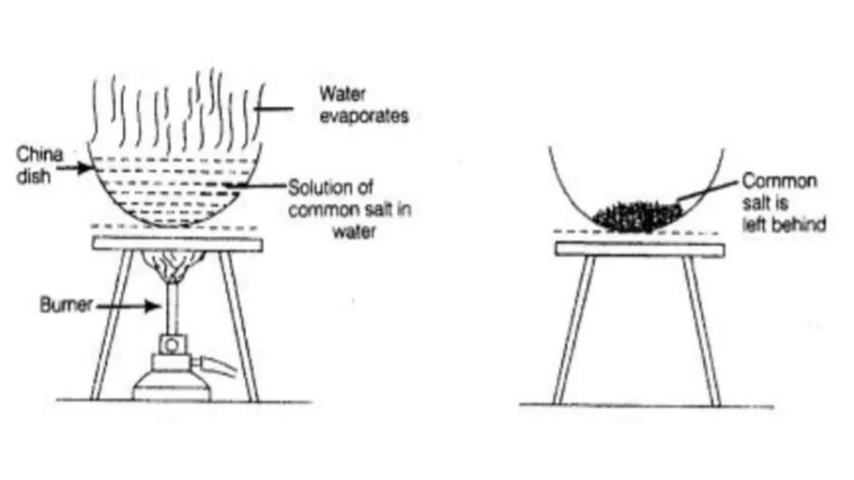 Water
evaporates
China
dish
Solution of
common salt in
water
Burner
Common
salt is
left behind